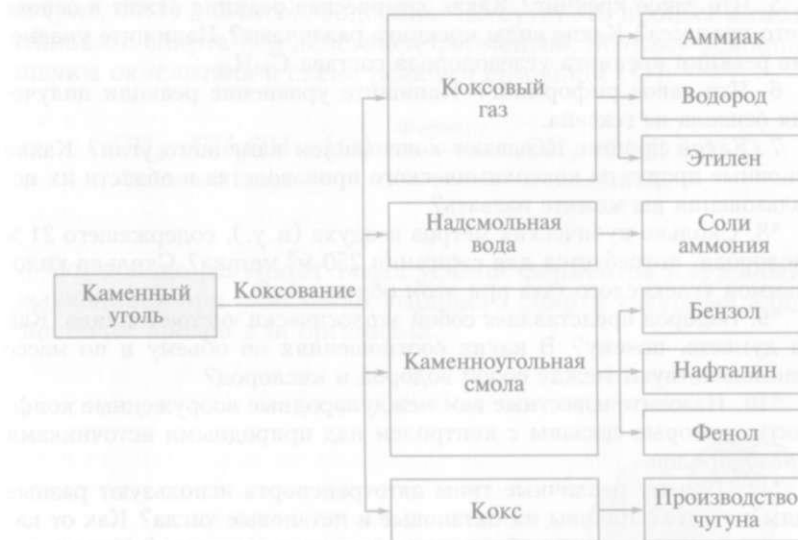 Каменный
уголь
Коксование
Коксовый
газ
Аммиак
Водород
Этилен
Надсмольная
вода
Соли
аммония
Каменноугольная
смола
Бензол
Нафталин
Фенол
Кокс
Производство
чугуна